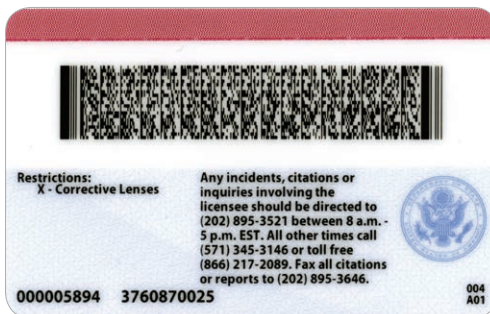 Restrictions:
X - Corrective Lenses
Any incidents, citations or
inquiries involving the
licensee should be directed to
(202) 895-3521 between 8 a.m. -
5 p.m. EST. All other times call
(571) 345-3146 or toll free
(866) 217-2089. Fax all citations
or reports to (202) 895-3646.
000005894 3760870025
004
A01